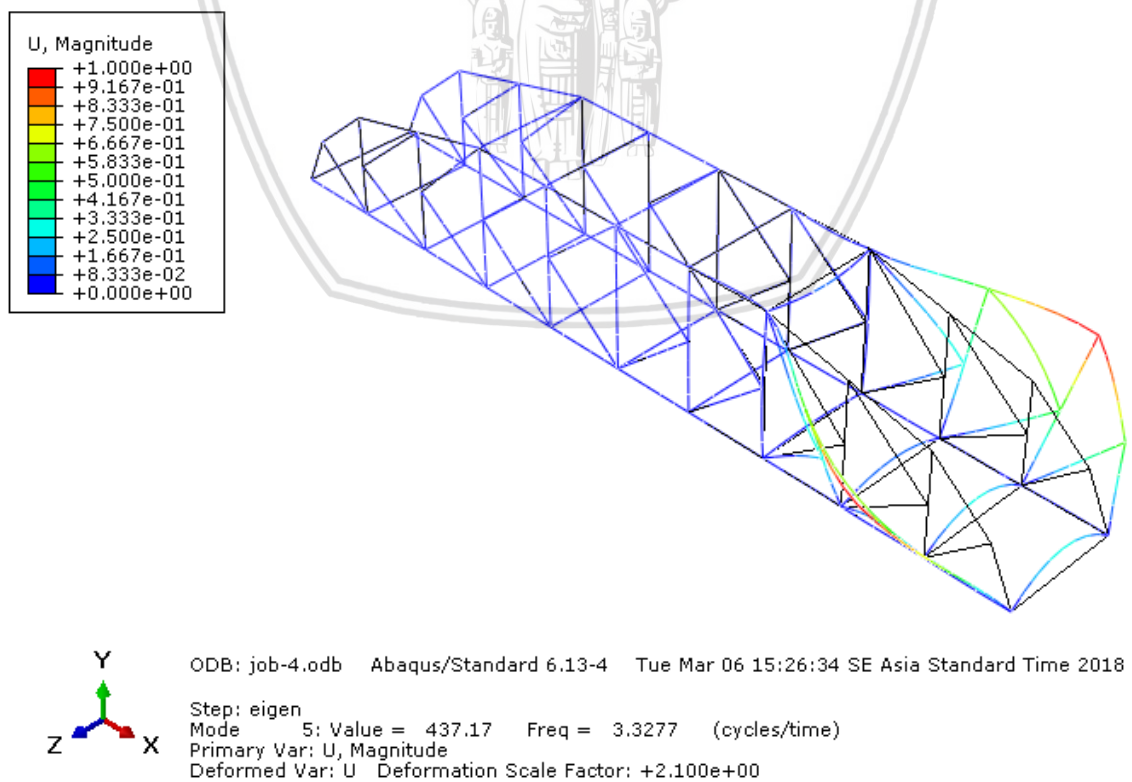 U, Magnitude
+1.000e+00
+9.167e-01
+8.333e-01
+7.500e-01
+6.667e-01
+5.833e-01
+5.000e-01
+4.167e-01
+3.333e-01
+2.500e-01
+1.667e-01
+8.333e-02
+0.000e+00
Y
Z X
ODB: job-4.odb Abaqus/Standard 6.13-4 Tue Mar 06 15:26:34 SE Asia Standard Time 2018
Step: eigen
Mode 5: Value = 437.17 Freq = 3.3277 (cycles/time)
Primary Var: U, Magnitude
Deformed Var: U Deformation Scale Factor: +2.100e+00